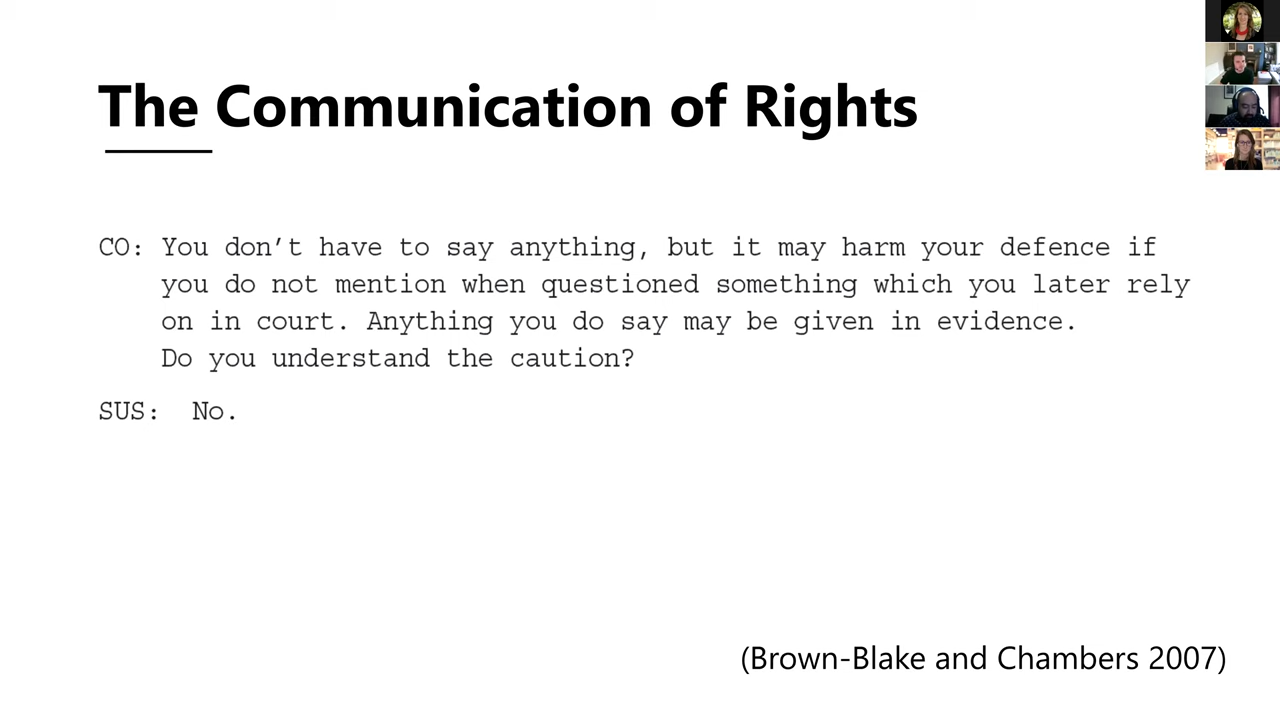 The Communication of Rights
CO: You don’t have to say anything, but it may harm your defence if
you do not mention when questioned something which you later rely
on in court. Anything you do say may be given in evidence.
Do you understand the caution?
SUS: No.
(Brown-Blake and Chambers 2007)